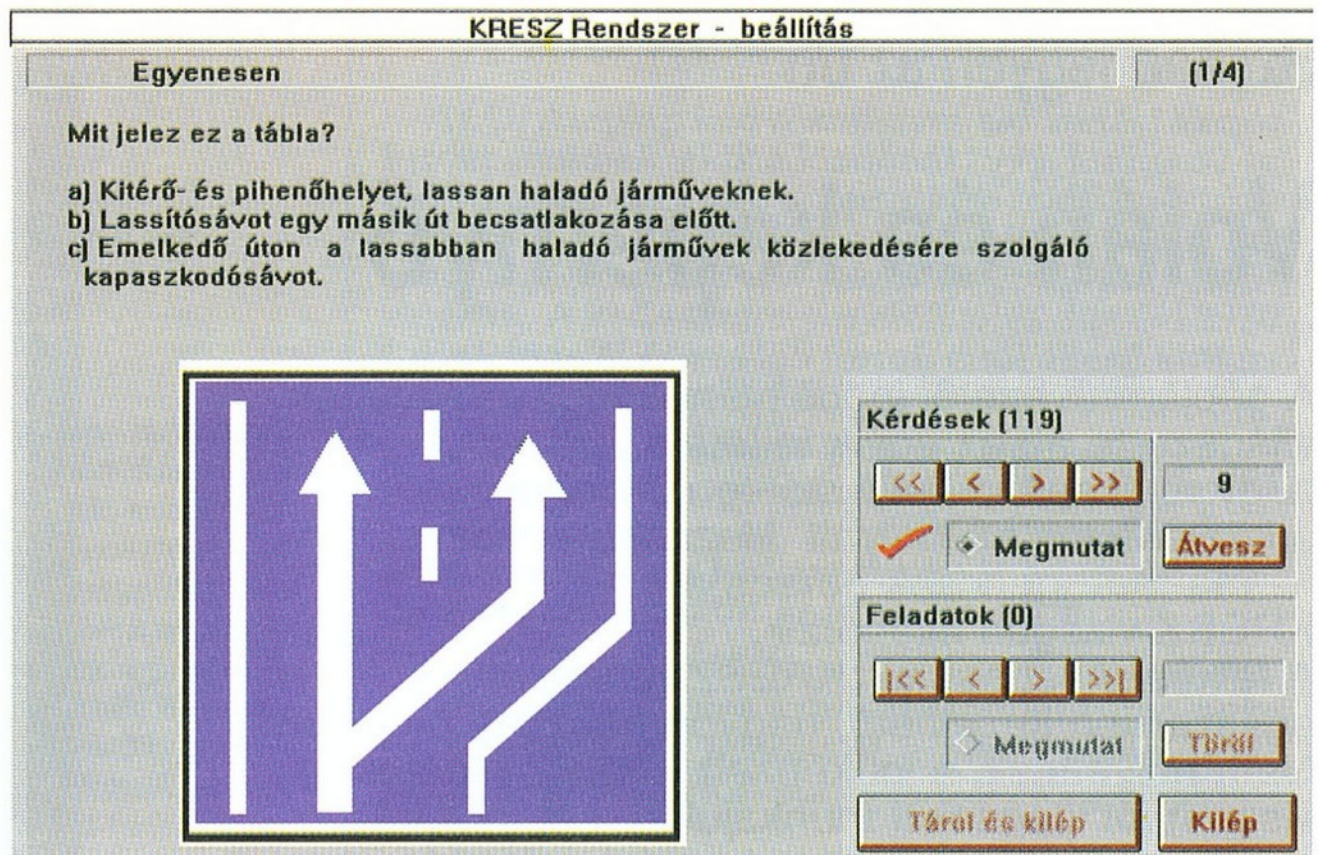 KRESZ Rendszer - beállítás
Egyenesen
(1/4)
Mit jelez ez a tábla?
a) Kitérő- és pihenőhelyet, lassan haladó járműveknek.
b) Lassítósávot egy másik út becsatlakozása előtt.
c) Emelkedő úton a lassabban haladó járművek közlekedésére szolgáló
kapaszkodósávot.
Kérdések (119)
<< < > >>
9
Megmutat
Átvesz
Feladatok (0)
|<< < > >>|
Megmutat
Töröl
Tárol és kilép
Kilép